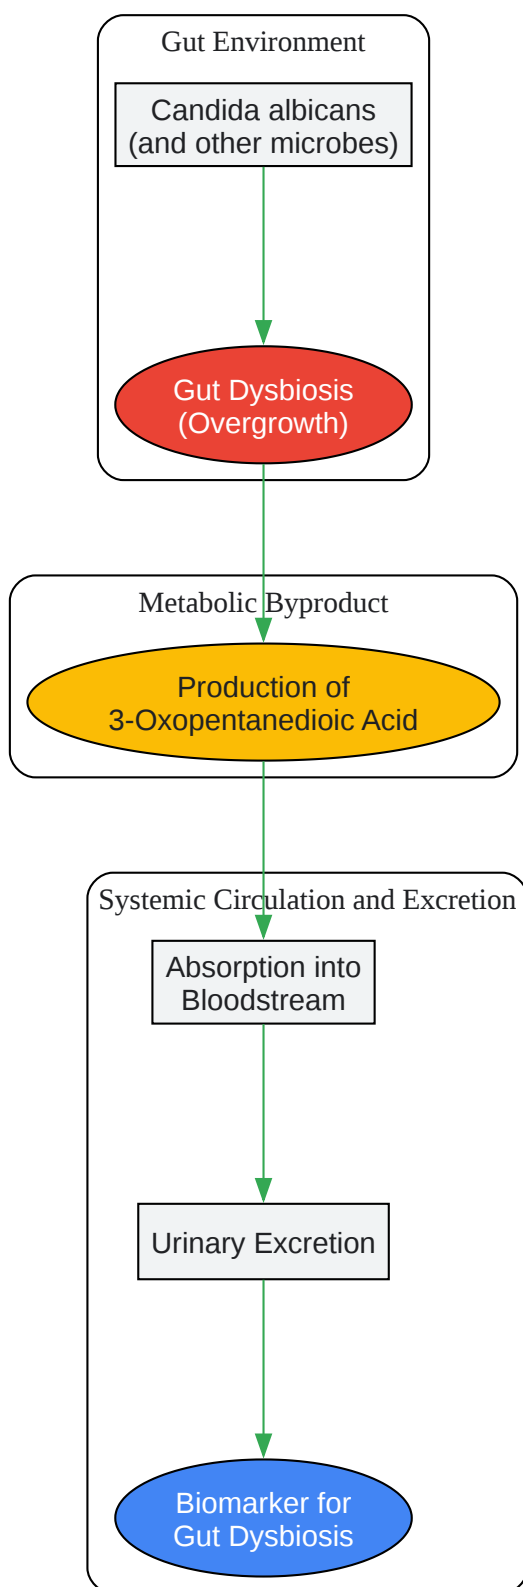 Gut Environment
Candida albicans
(and other microbes)
Gut Dysbiosis
(Overgrowth)
Metabolic Byproduct
Production of
3-Oxopentanedioic Acid
Systemic Circulation and Excretion
Absorption into
Bloodstream
Urinary Excretion
Biomarker for
Gut Dysbiosis